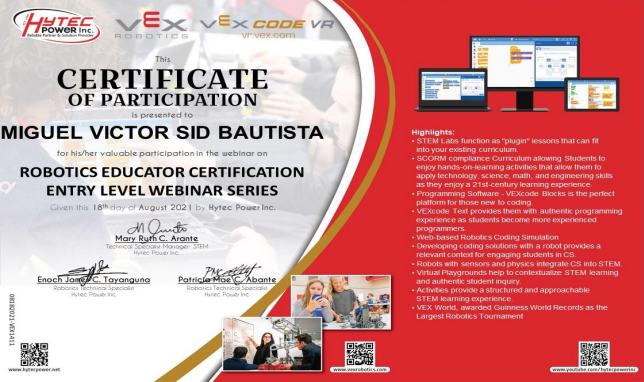 HYTEC
POWER Inc.
Reliable Partner & Solution Provider
VEX
ROBOTICS
VEX CODE VR
vr.vex.com
This
CERTIFICATE
OF PARTICIPATION
is presented to
MIGUEL VICTOR SID BAUTISTA
for his/her valuable participation in the webinar on
ROBOTICS EDUCATOR CERTIFICATION
ENTRY LEVEL WEBINAR SERIES
Given this 18th day of August 2021 by Hytec Power Inc.
Mary Ruth C. Arante
Technical Specialist Manager- STEM
Hytec Power Inc.
Enoch James C. Tayanguna
Robotics Technical Specialist
Hytec Power Inc.
Patricia Mae C. Abante
Robotics Technical Specialist
Hytec Power Inc.
08182021-VEX1411
www.hytecpower.net
Highlights:
• STEM Labs function as "plugin" lessons that can fit
into your existing curriculum.
• SCORM compliance Curriculum allowing Students to
enjoy hands-on-learning activities that allow them to
apply technology, science, math, and engineering skills
as they enjoy a 21st-century learning experience.
• Programming Software - VEXcode Blocks is the perfect
platform for those new to coding.
• VEXcode Text provides them with authentic programming
experience as students become more experienced
programmers.
• Web-based Robotics Coding Simulation
• Developing coding solutions with a robot provides a
relevant context for engaging students in CS.
• Robots with sensors and physics integrate CS into STEM.
• Virtual Playgrounds help to contextualize STEM learning
and authentic student inquiry.
• Activities provide a structured and approachable
STEM learning experience.
• VEX World, awarded Guinness World Records as the
Largest Robotics Tournament
www.vexrobotics.com
www.youtube.com/hytecpowerinc